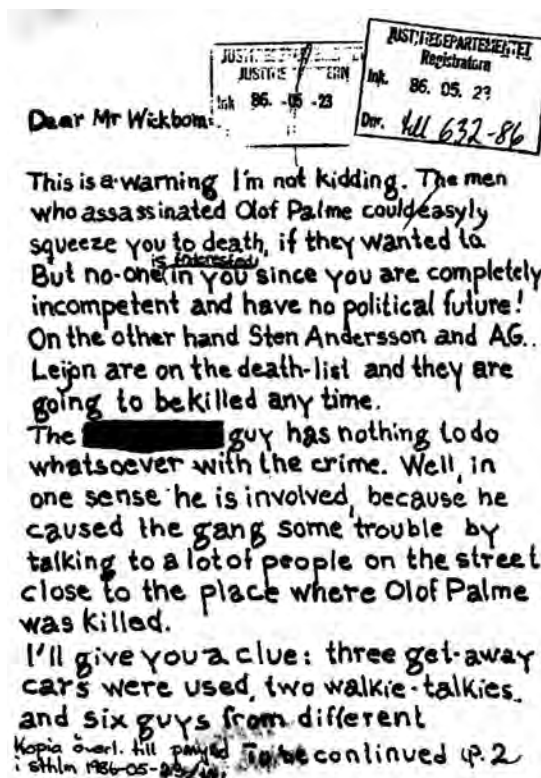 JUSTITIEDEPARTEMENTET
Registratorn
Ink. 86. 05. 23
Dnr. till 632-86
Ink 86. -05 -23
Dear Mr Wickbom:
This is a warning I'm not kidding. The men
who assassinated Olof Palme could easyly
squeeze you to death, if they wanted to.
But no-one is interested in you since you are completely
incompetent and have no political future!
On the other hand Sten Andersson and AG..
Leijon are on the death-list and they are
going to be killed any time.
The guy has nothing to do
whatsoever with the crime. Well, in
one sense he is involved, because he
caused the gang some trouble by
talking to a lot of people on the street
close to the place where Olof Palme
was killed.
I'll give you a clue: three get-away
cars were used, two walkie-talkies,
and six guys from different
To be continued p. 2
Kopia överl. till
i sthlm 1986-05-23